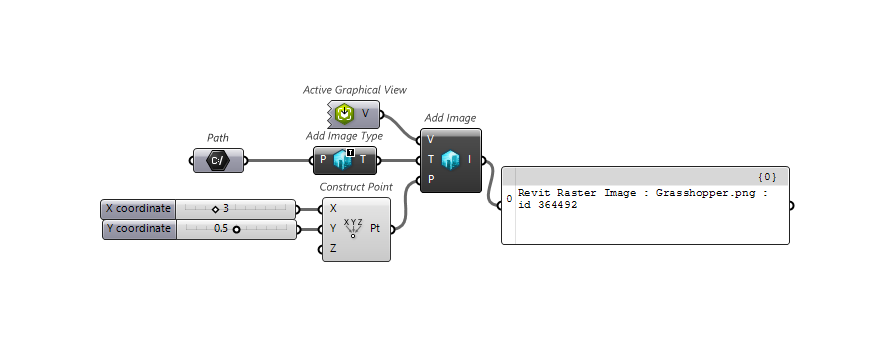 Active Graphical View
V
Add Image
Path
C:/
Add Image Type
P T T
V
T I
P
Construct Point
X coordinate 3
Y coordinate 0.5
X
Y XYZ Pt
Z
{0}
0 Revit Raster Image : Grasshopper.png :
id 364492